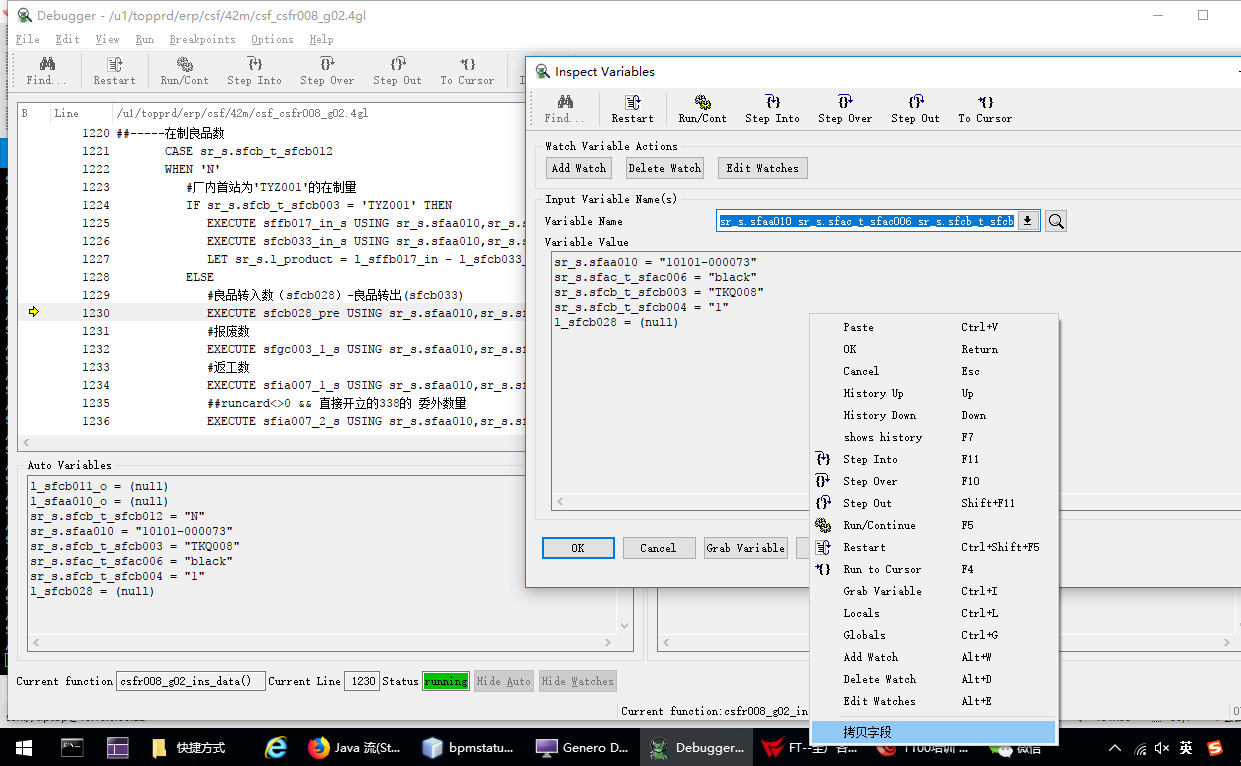 Debugger - /u1/topprd/erp/csf/42m/csf_csfr008_g02.4gl
File Edit View Run Breakpoints Options Help
Find... Restart Run/Cont Step Into Step Over Step Out To Cursor
B Line /u1/topprd/erp/csf/42m/csf_csfr008_g02.4gl
1220 ##-----在制良品数
1221 CASE sr_s.sfcb_t_sfcb012
1222 WHEN 'N'
1223 #厂内首站为'TYZ001'的在制量
1224 IF sr_s.sfcb_t_sfcb003 = 'TYZ001' THEN
1225 EXECUTE sffb017_in_s USING sr_s.sfaa010,sr_s.
1226 EXECUTE sfcb033_in_s USING sr_s.sfaa010,sr_s.
1227 LET sr_s.l_product = l_sffb017_in - l_sfcb033_
1228 ELSE
1229 #良品转入数（sfcb028）-良品转出(sfcb033)
1230 EXECUTE sfcb028_pre USING sr_s.sfaa010,sr_s.sf
1231 #报废数
1232 EXECUTE sfgc003_1_s USING sr_s.sfaa010,sr_s.sf
1233 #返工数
1234 EXECUTE sfia007_1_s USING sr_s.sfaa010,sr_s.sf
1235 ##runcard<>0 && 直接开立的338的 委外数量
1236 EXECUTE sfia007_2_s USING sr_s.sfaa010,sr_s.sf
Auto Variables
l_sfcb011_o = (null)
l_sfaa010_o = (null)
sr_s.sfcb_t_sfcb012 = "N"
sr_s.sfaa010 = "10101-000073"
sr_s.sfcb_t_sfcb003 = "TKQ008"
sr_s.sfac_t_sfac006 = "black"
sr_s.sfcb_t_sfcb004 = "1"
l_sfcb028 = (null)
Current function csfr008_g02_ins_data() Current Line 1230 Status running Hide Auto Hide Watches
Current function:csfr008_g02_in
Inspect Variables
Find... Restart Run/Cont Step Into Step Over Step Out To Cursor
Watch Variable Actions
Add Watch Delete Watch Edit Watches
Input Variable Name(s)
Variable Name sr_s.sfaa010 sr_s.sfac_t_sfac006 sr_s.sfcb_t_sfcb
Variable Value
sr_s.sfaa010 = "10101-000073"
sr_s.sfac_t_sfac006 = "black"
sr_s.sfcb_t_sfcb003 = "TKQ008"
sr_s.sfcb_t_sfcb004 = "1"
l_sfcb028 = (null)
OK Cancel Grab Variable
Paste Ctrl+V
OK Return
Cancel Esc
History Up Up
History Down Down
shows history F7
Step Into F11
Step Over F10
Step Out Shift+F11
Run/Continue F5
Restart Ctrl+Shift+F5
Run to Cursor F4
Grab Variable Ctrl+I
Locals Ctrl+L
Globals Ctrl+G
Add Watch Alt+W
Delete Watch Alt+D
Edit Watches Alt+E
拷贝字段
快捷方式 Java 流(St... bpmstatu... Genero D... Debugger... 微信 英